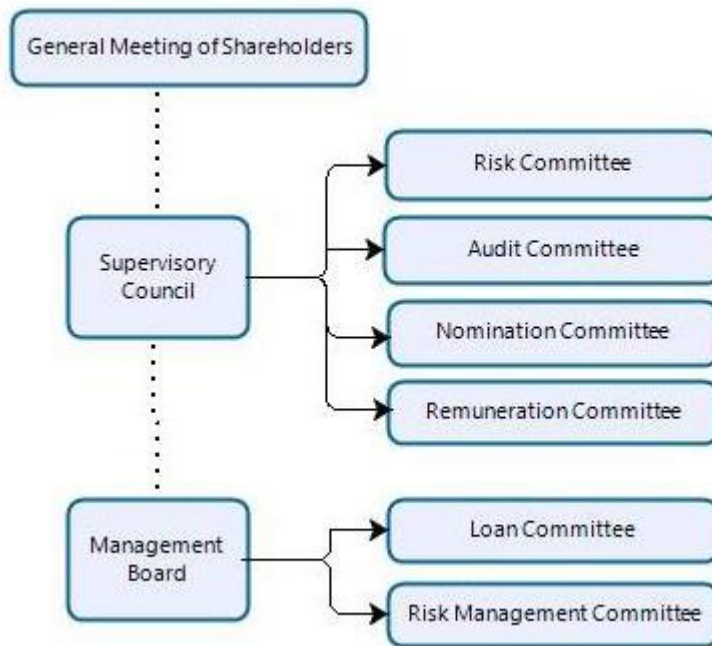 General Meeting of Shareholders
Risk Committee
Audit Committee
Supervisory
Council
Nomination Committee
Remuneration Committee
Management
Board
Loan Committee
Risk Management Committee